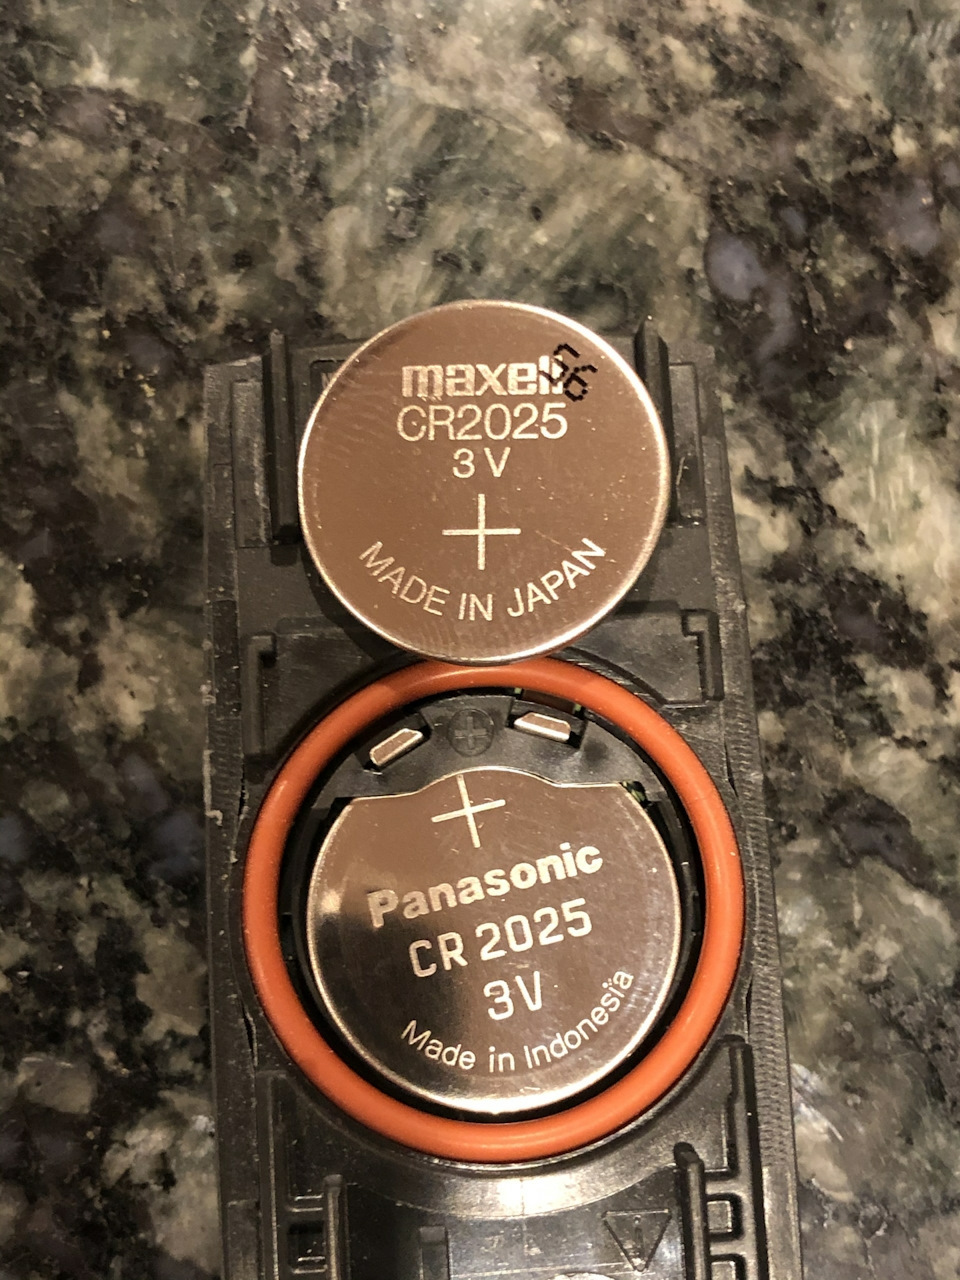 maxell
CR2025
3V
+
MADE IN JAPAN
+
Panasonic
CR 2025
3V
Made in Indonesia